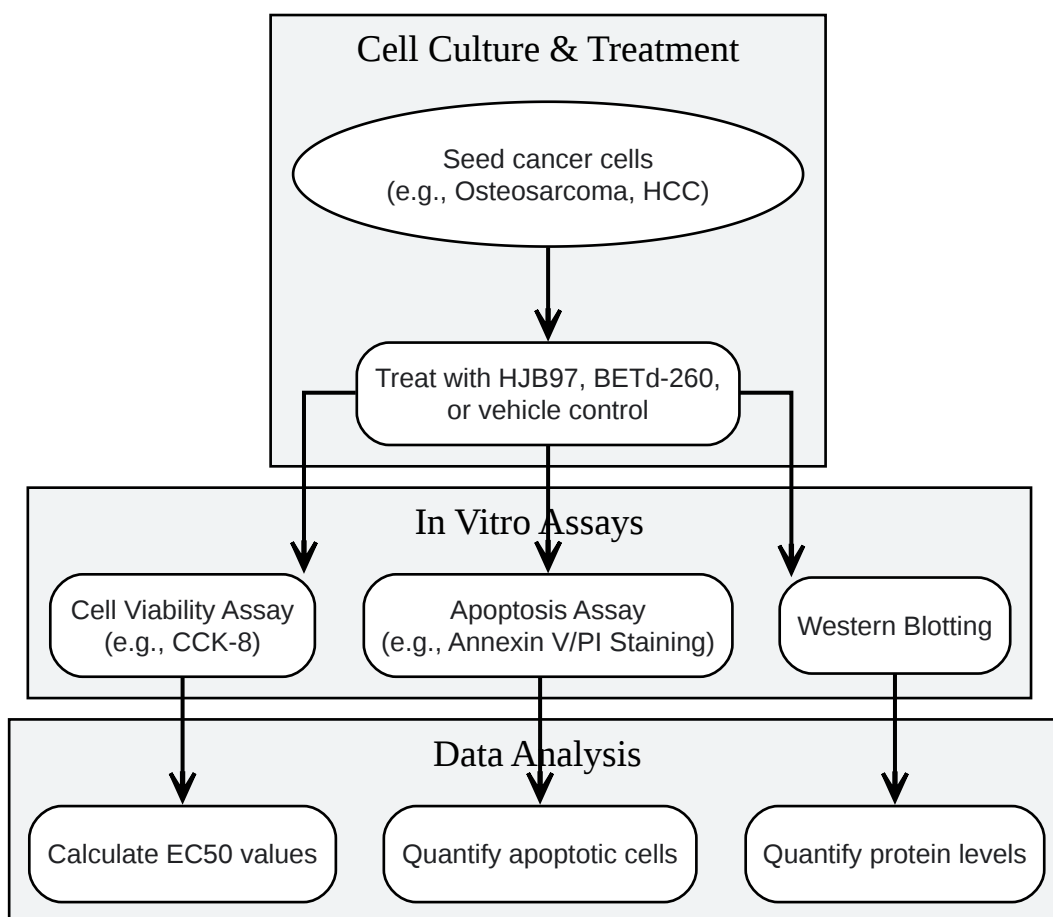 Cell Culture & Treatment
Seed cancer cells
(e.g., Osteosarcoma, HCC)
Treat with HJB97, BETd-260,
or vehicle control
In Vitro Assays
Cell Viability Assay
(e.g., CCK-8)
Apoptosis Assay
(e.g., Annexin V/PI Staining)
Western Blotting
Data Analysis
Calculate EC50 values
Quantify apoptotic cells
Quantify protein levels